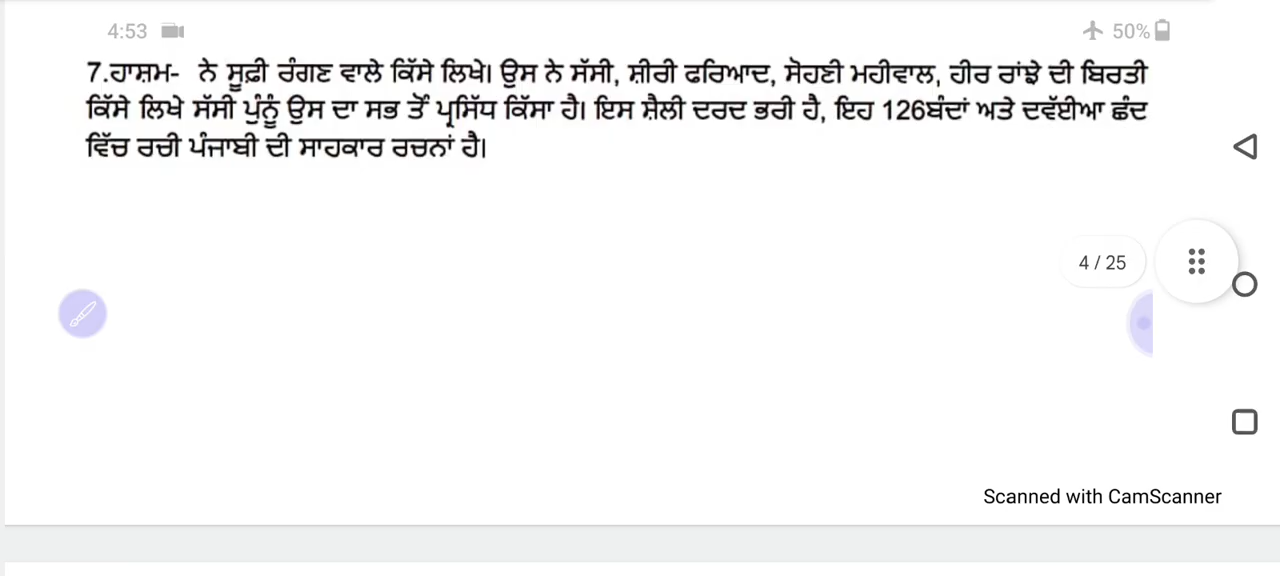 4:53
50%
7.ਹਾਸ਼ਮ- ਨੇ ਸੂਫ਼ੀ ਰੰਗਣ ਵਾਲੇ ਕਿੱਸੇ ਲਿਖੇ। ਉਸ ਨੇ ਸੱਸੀ, ਸ਼ੀਰੀ ਫਰਿਆਦ, ਸੋਹਣੀ ਮਹੀਵਾਲ, ਹੀਰ ਰਾਂਝੇ ਦੀ ਬਿਰਤੀ
ਕਿੱਸੇ ਲਿਖੇ ਸੱਸੀ ਪੁੰਨੂੰ ਉਸ ਦਾ ਸਭ ਤੋਂ ਪ੍ਰਸਿੱਧ ਕਿੱਸਾ ਹੈ। ਇਸ ਸ਼ੈਲੀ ਦਰਦ ਭਰੀ ਹੈ, ਇਹ 126ਬੰਦਾਂ ਅਤੇ ਦਵੱਈਆ ਛੰਦ
ਵਿੱਚ ਰਚੀ ਪੰਜਾਬੀ ਦੀ ਸਾਹਕਾਰ ਰਚਨਾਂ ਹੈ।
4 / 25
Scanned with CamScanner